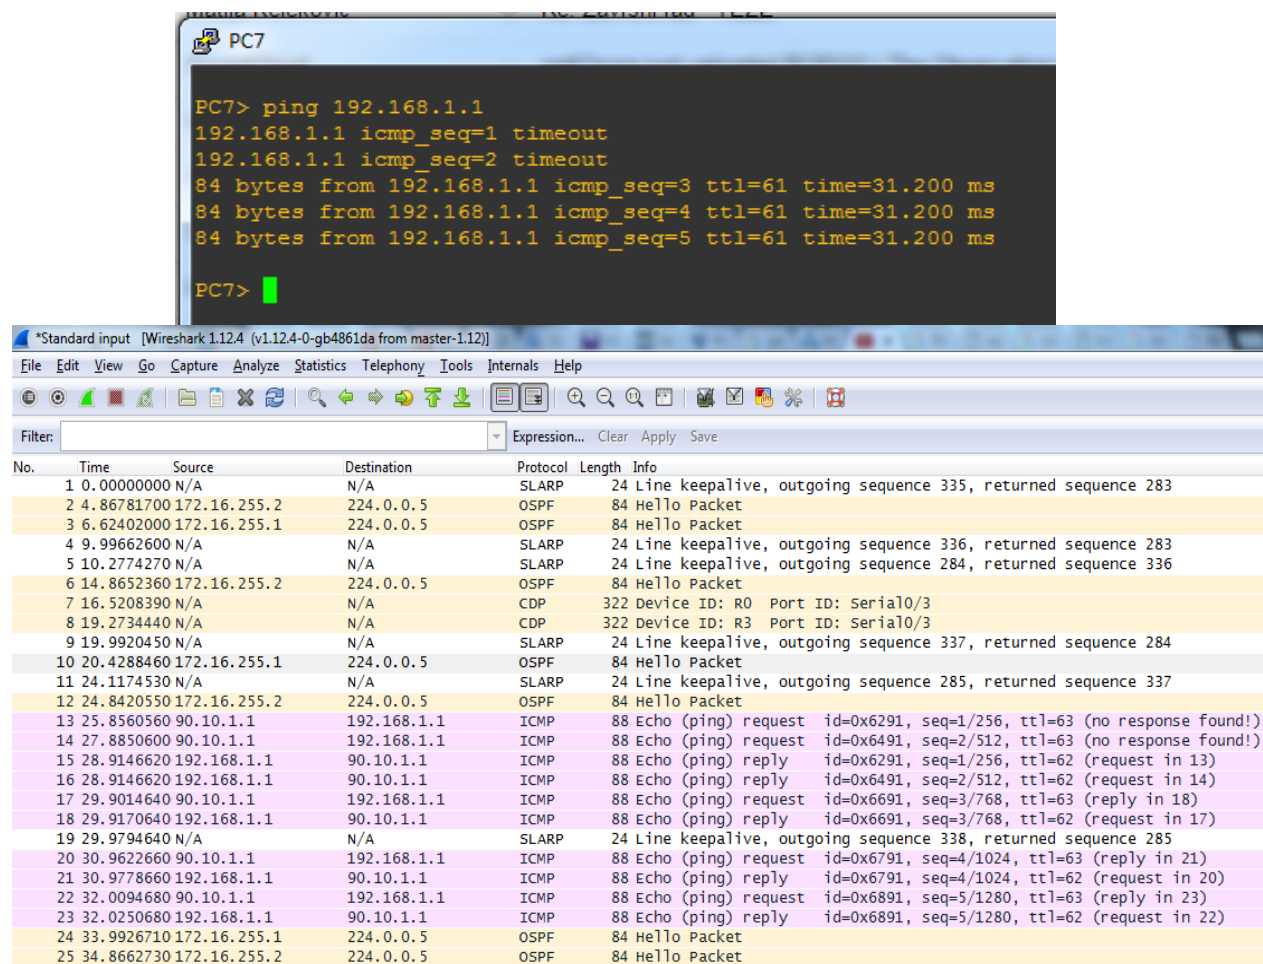 PC7
PC7> ping 192.168.1.1
192.168.1.1 icmp_seq=1 timeout
192.168.1.1 icmp_seq=2 timeout
84 bytes from 192.168.1.1 icmp_seq=3 ttl=61 time=31.200 ms
84 bytes from 192.168.1.1 icmp_seq=4 ttl=61 time=31.200 ms
84 bytes from 192.168.1.1 icmp_seq=5 ttl=61 time=31.200 ms
PC7>
*Standard input [Wireshark 1.12.4 (v1.12.4-0-gb4861da from master-1.12)]
File Edit View Go Capture Analyze Statistics Telephony Tools Internals Help
Filter: Expression... Clear Apply Save
No. Time Source Destination Protocol Length Info
1 0.00000000 N/A N/A SLARP 24 Line keepalive, outgoing sequence 335, returned sequence 283
2 4.86781700 172.16.255.2 224.0.0.5 OSPF 84 Hello Packet
3 6.62402000 172.16.255.1 224.0.0.5 OSPF 84 Hello Packet
4 9.99662600 N/A N/A SLARP 24 Line keepalive, outgoing sequence 336, returned sequence 283
5 10.2774270 N/A N/A SLARP 24 Line keepalive, outgoing sequence 284, returned sequence 336
6 14.8652360 172.16.255.2 224.0.0.5 OSPF 84 Hello Packet
7 16.5208390 N/A N/A CDP 322 Device ID: R0 Port ID: Serial0/3
8 19.2734440 N/A N/A CDP 322 Device ID: R3 Port ID: Serial0/3
9 19.9920450 N/A N/A SLARP 24 Line keepalive, outgoing sequence 337, returned sequence 284
10 20.4288460 172.16.255.1 224.0.0.5 OSPF 84 Hello Packet
11 24.1174530 N/A N/A SLARP 24 Line keepalive, outgoing sequence 285, returned sequence 337
12 24.8420550 172.16.255.2 224.0.0.5 OSPF 84 Hello Packet
13 25.8560560 90.10.1.1 192.168.1.1 ICMP 88 Echo (ping) request id=0x6291, seq=1/256, ttl=63 (no response found!)
14 27.8850600 90.10.1.1 192.168.1.1 ICMP 88 Echo (ping) request id=0x6491, seq=2/512, ttl=63 (no response found!)
15 28.9146620 192.168.1.1 90.10.1.1 ICMP 88 Echo (ping) reply id=0x6291, seq=1/256, ttl=62 (request in 13)
16 28.9146620 192.168.1.1 90.10.1.1 ICMP 88 Echo (ping) reply id=0x6491, seq=2/512, ttl=62 (request in 14)
17 29.9014640 90.10.1.1 192.168.1.1 ICMP 88 Echo (ping) request id=0x6691, seq=3/768, ttl=63 (reply in 18)
18 29.9170640 192.168.1.1 90.10.1.1 ICMP 88 Echo (ping) reply id=0x6691, seq=3/768, ttl=62 (request in 17)
19 29.9794640 N/A N/A SLARP 24 Line keepalive, outgoing sequence 338, returned sequence 285
20 30.9622660 90.10.1.1 192.168.1.1 ICMP 88 Echo (ping) request id=0x6791, seq=4/1024, ttl=63 (reply in 21)
21 30.9778660 192.168.1.1 90.10.1.1 ICMP 88 Echo (ping) reply id=0x6791, seq=4/1024, ttl=62 (request in 20)
22 32.0094680 90.10.1.1 192.168.1.1 ICMP 88 Echo (ping) request id=0x6891, seq=5/1280, ttl=63 (reply in 23)
23 32.0250680 192.168.1.1 90.10.1.1 ICMP 88 Echo (ping) reply id=0x6891, seq=5/1280, ttl=62 (request in 22)
24 33.9926710 172.16.255.1 224.0.0.5 OSPF 84 Hello Packet
25 34.8662730 172.16.255.2 224.0.0.5 OSPF 84 Hello Packet